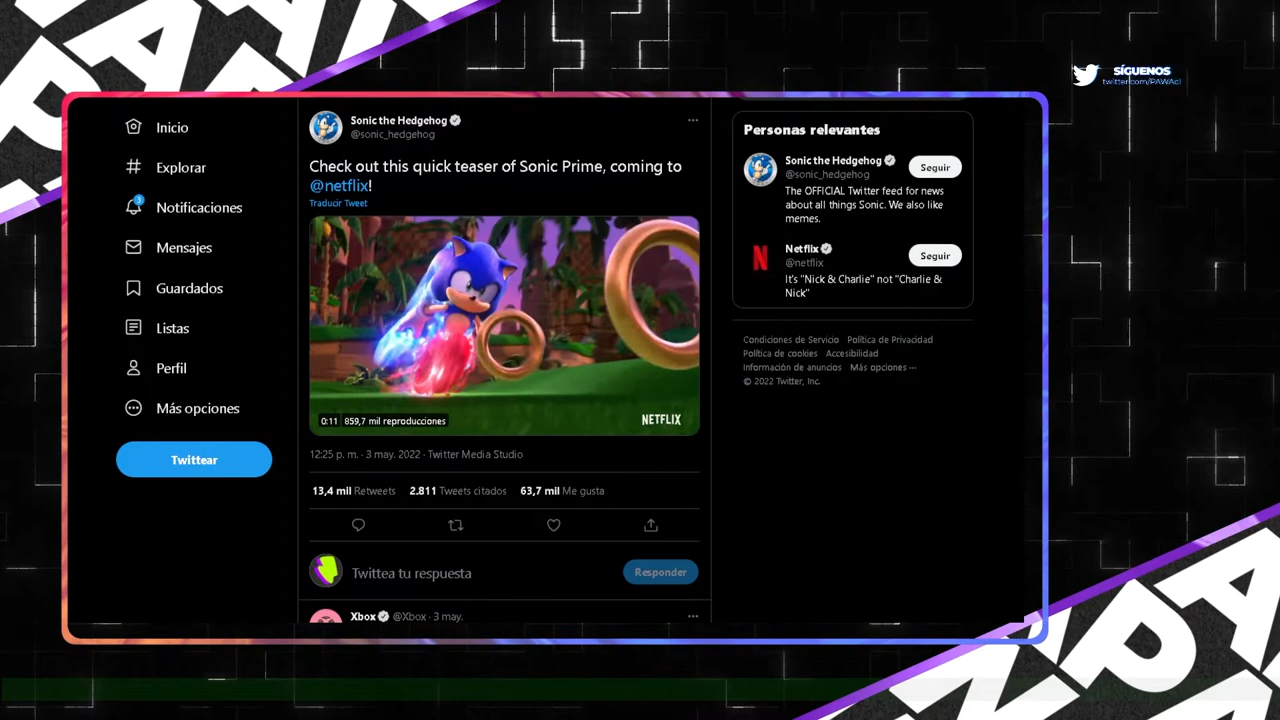 SÍGUENOS
twitter.com/PAWAcl
Inicio
Explorar
3
Notificaciones
Mensajes
Guardados
Listas
Perfil
Más opciones
Twittear
Sonic the Hedgehog
@sonic_hedgehog
Check out this quick teaser of Sonic Prime, coming to
@netflix!
Traducir Tweet
0:11 859,7 mil reproducciones
NETFLIX
12:25 p. m. · 3 may. 2022 · Twitter Media Studio
13,4 mil Retweets 2.811 Tweets citados 63,7 mil Me gusta
Twittea tu respuesta
Responder
Xbox @Xbox · 3 may.
Personas relevantes
Sonic the Hedgehog
@sonic_hedgehog
Seguir
The OFFICIAL Twitter feed for news
about all things Sonic. We also like
memes.
N
Netflix
@netflix
Seguir
It's "Nick & Charlie" not "Charlie &
Nick"
Condiciones de Servicio Política de Privacidad
Política de cookies Accesibilidad
Información de anuncios Más opciones ···
© 2022 Twitter, Inc.